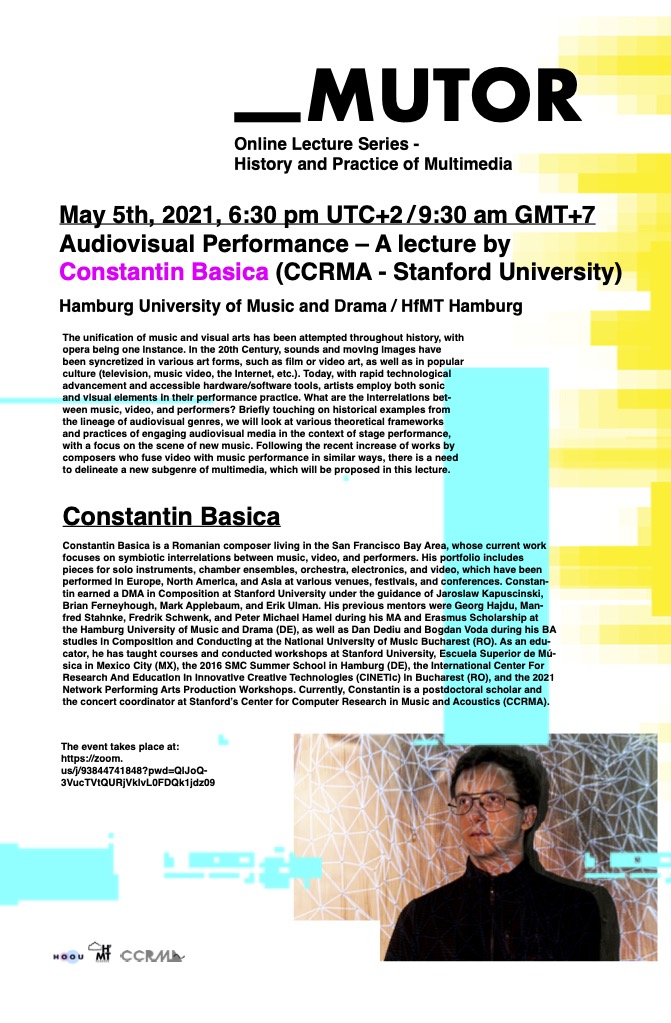 _MUTOR
Online Lecture Series -
History and Practice of Multimedia
May 5th, 2021, 6:30 pm UTC+2/9:30 am GMT+7
Audiovisual Performance – A lecture by
Constantin Basica (CCRMA - Stanford University)
Hamburg University of Music and Drama / HfMT Hamburg
The unification of music and visual arts has been attempted throughout history, with
opera being one instance. In the 20th Century, sounds and moving images have
been syncretized in various art forms, such as film or video art, as well as in popular
culture (television, music video, the Internet, etc.). Today, with rapid technological
advancement and accessible hardware/software tools, artists employ both sonic
and visual elements in their performance practice. What are the interrelations bet-
ween music, video, and performers? Briefly touching on historical examples from
the lineage of audiovisual genres, we will look at various theoretical frameworks
and practices of engaging audiovisual media in the context of stage performance,
with a focus on the scene of new music. Following the recent increase of works by
composers who fuse video with music performance in similar ways, there is a need
to delineate a new subgenre of multimedia, which will be proposed in this lecture.
Constantin Basica
Constantin Basica is a Romanian composer living in the San Francisco Bay Area, whose current work
focuses on symbiotic interrelations between music, video, and performers. His portfolio includes
pieces for solo instruments, chamber ensembles, orchestra, electronics, and video, which have been
performed in Europe, North America, and Asia at various venues, festivals, and conferences. Constan-
tin earned a DMA in Composition at Stanford University under the guidance of Jaroslaw Kapuscinski,
Brian Ferneyhough, Mark Applebaum, and Erik Ulman. His previous mentors were Georg Hajdu, Man-
fred Stahnke, Fredrik Schwenk, and Peter Michael Hamel during his MA and Erasmus Scholarship at
the Hamburg University of Music and Drama (DE), as well as Dan Dediu and Bogdan Voda during his BA
studies in Composition and Conducting at the National University of Music Bucharest (RO). As an edu-
cator, he has taught courses and conducted workshops at Stanford University, Escuela Superior de Mú-
sica in Mexico City (MX), the 2016 SMC Summer School in Hamburg (DE), the International Center For
Research And Education In Innovative Creative Technologies (CINETic) in Bucharest (RO), and the 2021
Network Performing Arts Production Workshops. Currently, Constantin is a postdoctoral scholar and
the concert coordinator at Stanford's Center for Computer Research in Music and Acoustics (CCRMA).
The event takes place at:
https://zoom.
us/j/93844741848?pwd=QlJoQ-
3VucTVtQURjVklvL0FDQk1jdz09
HOOU HfMT CCRMA